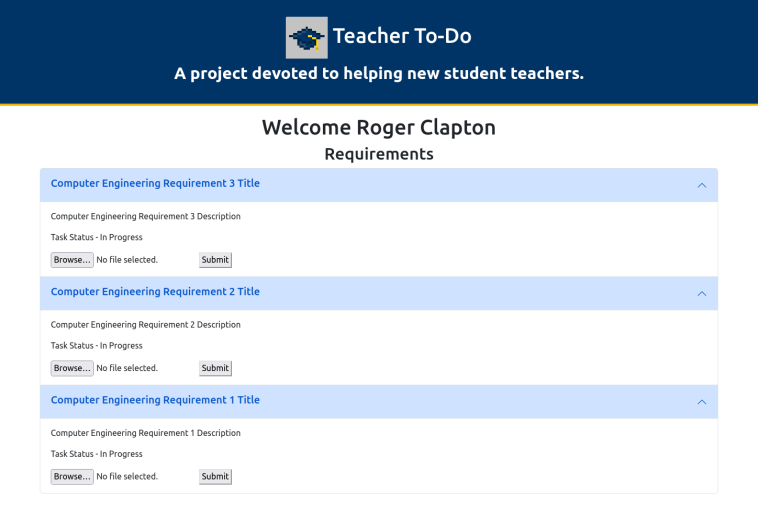 Teacher To-Do
A project devoted to helping new student teachers.
Welcome Roger Clapton
Requirements
Computer Engineering Requirement 3 Title
Computer Engineering Requirement 3 Description
Task Status - In Progress
Browse... No file selected. Submit
Computer Engineering Requirement 2 Title
Computer Engineering Requirement 2 Description
Task Status - In Progress
Browse... No file selected. Submit
Computer Engineering Requirement 1 Title
Computer Engineering Requirement 1 Description
Task Status - In Progress
Browse... No file selected. Submit